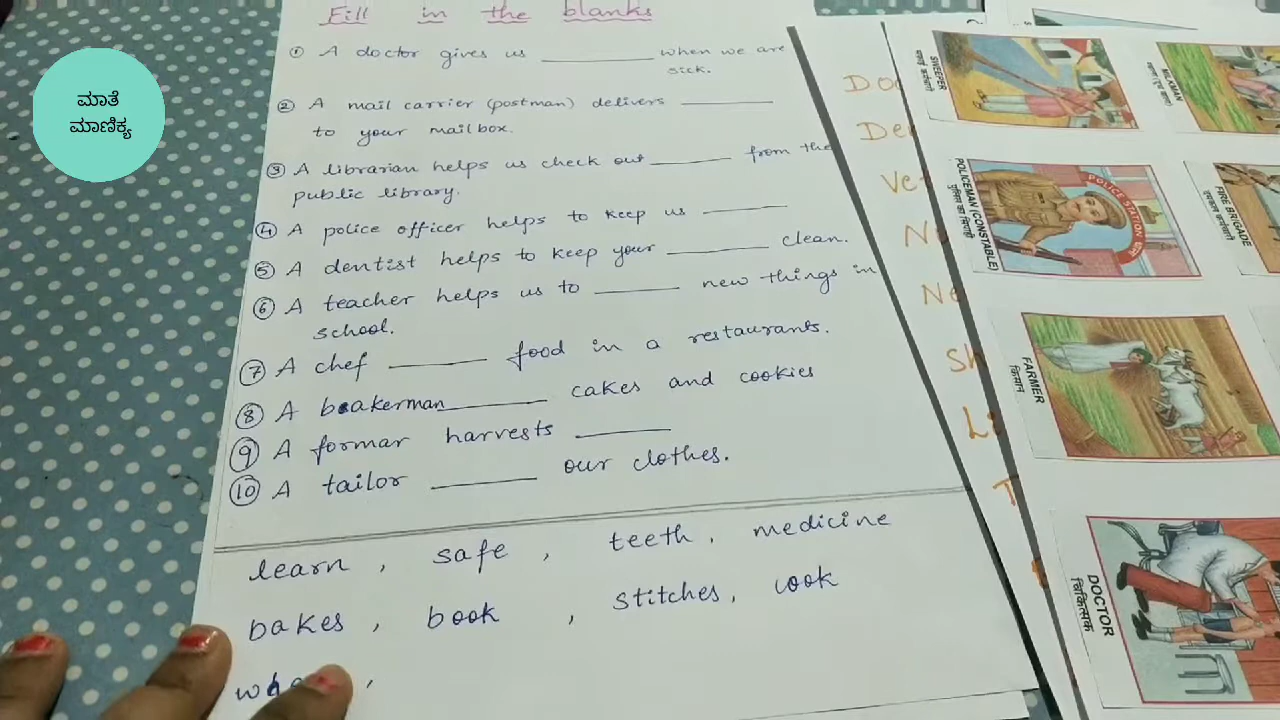 ಮಾತೆ
ಮಾಣಿಕ್ಯ
Fill in the blanks
① A doctor gives us ________ when we are
sick.
② A mail carrier (postman) delivers ________
to your mailbox.
③ A librarian helps us check out ________ from the
public library.
④ A police officer helps to keep us ________
⑤ A dentist helps to keep your ________ clean.
⑥ A teacher helps us to ________ new things in
school.
⑦ A chef ________ food in a restaurants.
⑧ A bakerman ________ cakes and cookies
⑨ A formar harvests ________
⑩ A tailor ________ our clothes.
learn , safe , teeth , medicine
bakes , book , stitches , cook
SWEEPER
MILKMAN
POLICEMAN (CONSTABLE)
पुलिस का सिपाही
POLICE STATION
FIRE BRIGADE
FARMER
किसान
DOCTOR
चिकित्सक